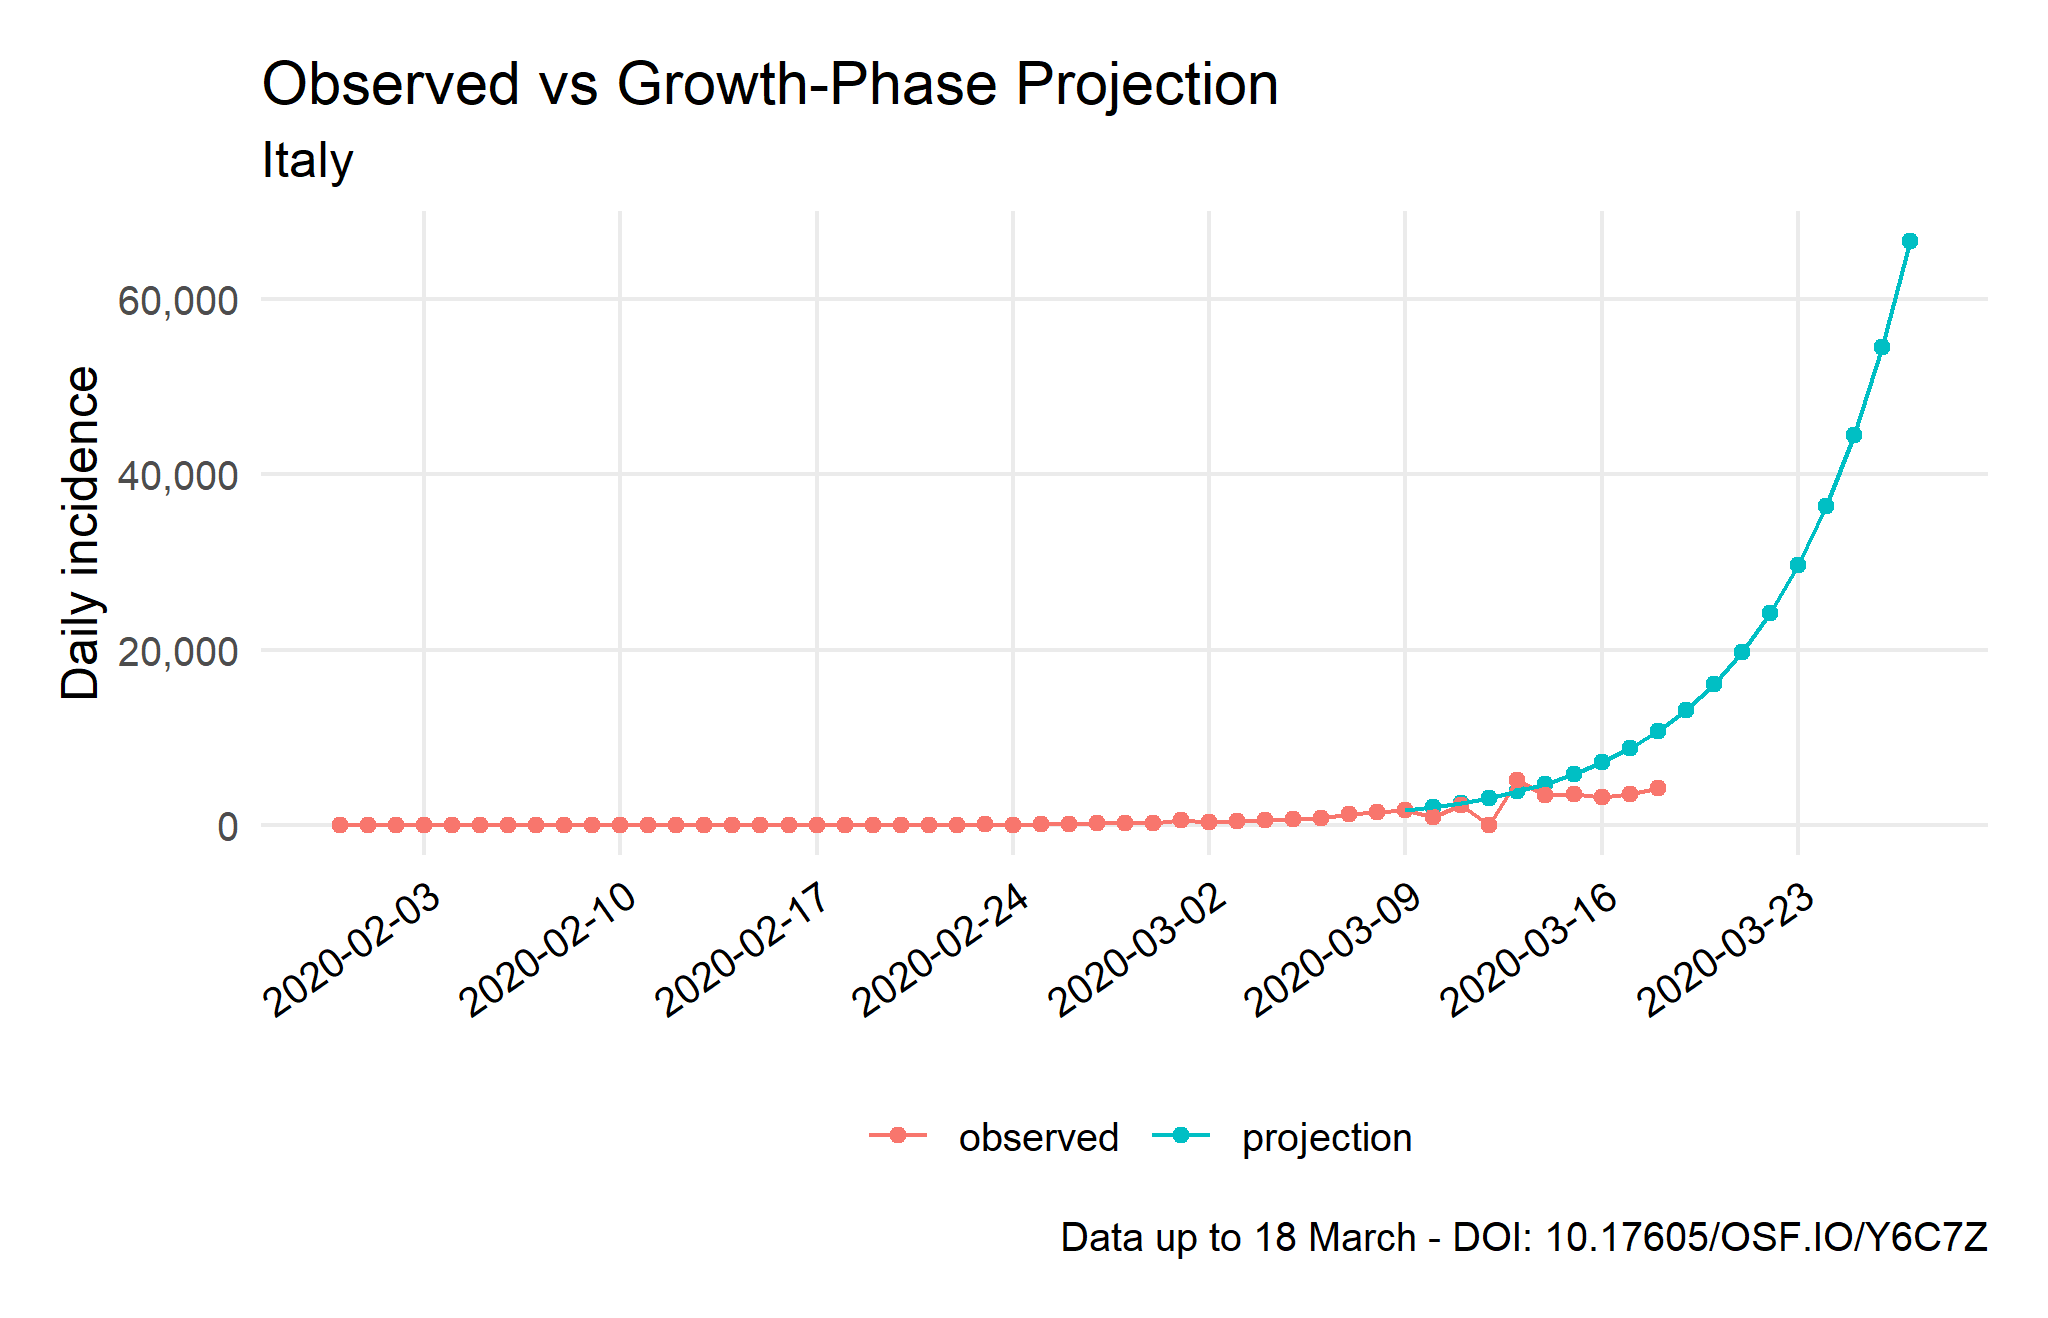 Observed vs Growth-Phase Projection
Italy
Daily incidence
60,000
40,000
20,000
0
2020-02-03
2020-02-10
2020-02-17
2020-02-24
2020-03-02
2020-03-09
2020-03-16
2020-03-23
observed
projection
Data up to 18 March - DOI: 10.17605/OSF.IO/Y6C7Z